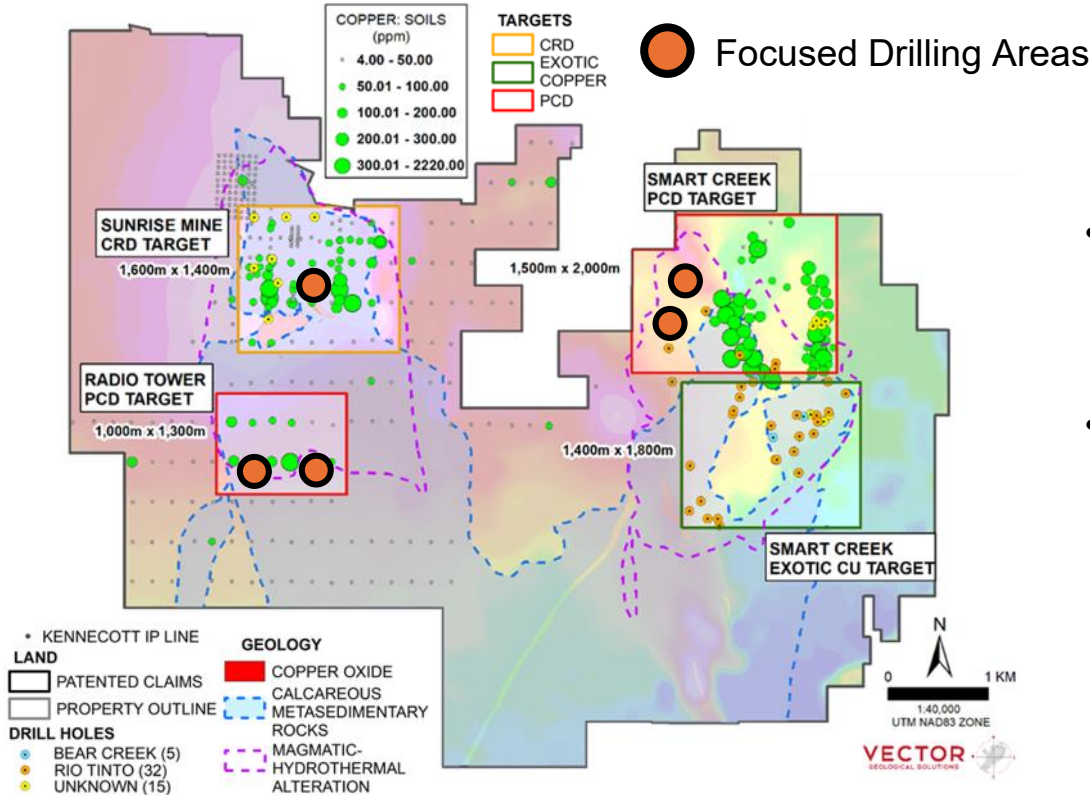 COPPER: SOILS
(ppm)
4.00 - 50.00
50.01 - 100.00
100.01 - 200.00
200.01 - 300.00
300.01 - 2220.00
TARGETS
CRD
EXOTIC
COPPER
PCD
Focused Drilling Areas
SMART CREEK
PCD TARGET
SUNRISE MINE
CRD TARGET
1,600m x 1,400m
1,500m x 2,000m
RADIO TOWER
PCD TARGET
1,000m x 1,300m
1,400m x 1,800m
SMART CREEK
EXOTIC CU TARGET
KENNECOTT IP LINE
LAND
PATENTED CLAIMS
PROPERTY OUTLINE
DRILL HOLES
BEAR CREEK (5)
RIO TINTO (32)
UNKNOWN (15)
GEOLOGY
COPPER OXIDE
CALCAREOUS
METASEDIMENTARY
ROCKS
MAGMATIC-
HYDROTHERMAL
ALTERATION
N
0 1 KM
1:40,000
UTM NAD83 ZONE
VECTOR
GEOLOGICAL SOLUTIONS